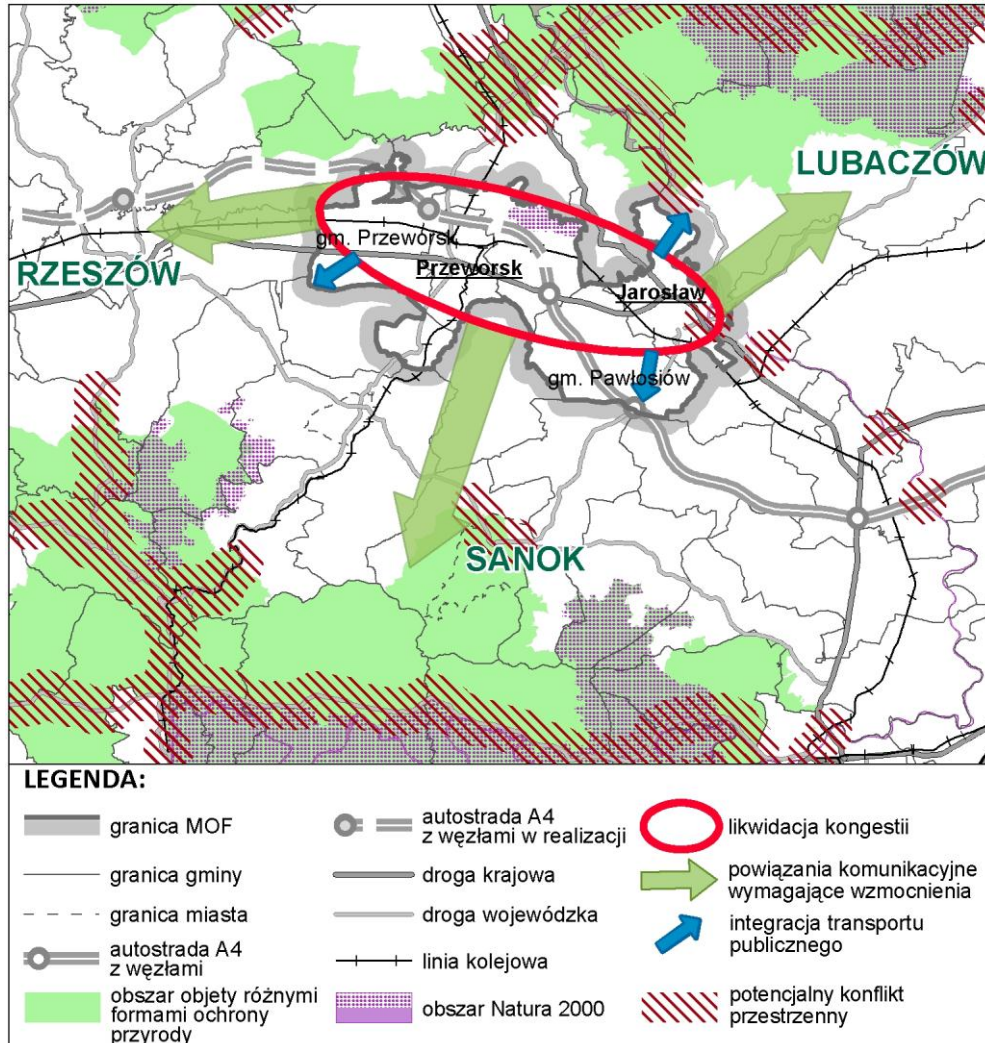 LUBACZÓW
gm. Przeworsk
RZESZÓW
Przeworsk
Jarosław
gm. Pawłosiów
SANOK
LEGENDA:
granica MOF
granica gminy
granica miasta
autostrada A4
z węzłami
obszar objety różnymi
formami ochrony
przyrody
autostrada A4
z węzłami w realizacji
droga krajowa
droga wojewódzka
linia kolejowa
obszar Natura 2000
likwidacja kongestii
powiązania komunikacyjne
wymagające wzmocnienia
integracja transportu
publicznego
potencjalny konflikt
przestrzenny